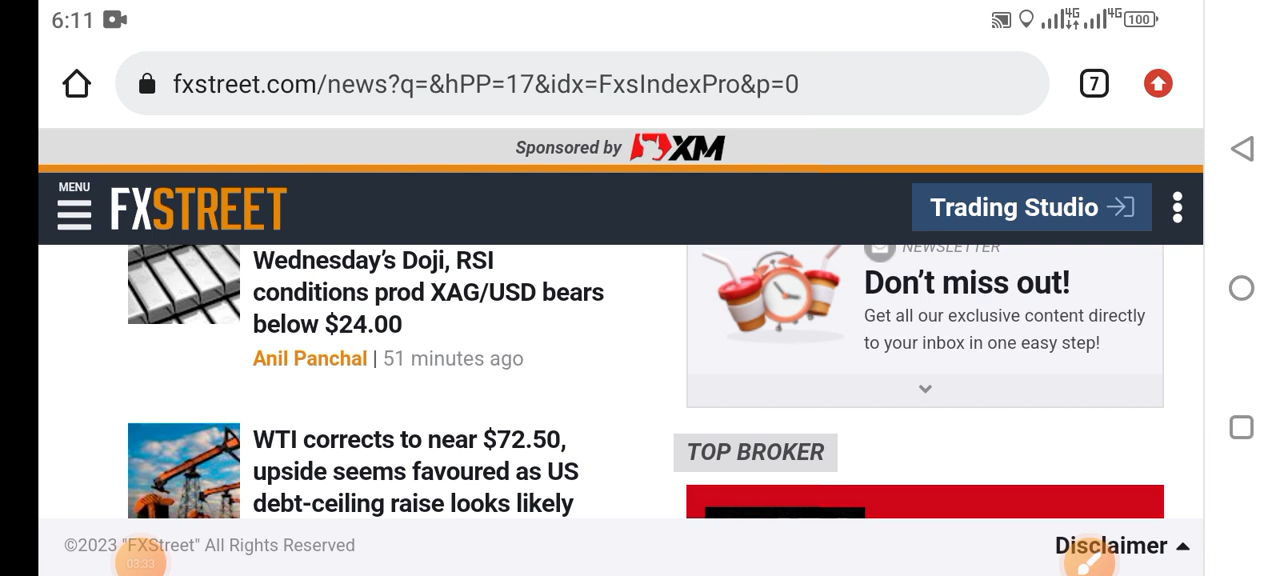 6:11
4G 4G 100
fxstreet.com/news?q=&hPP=17&idx=FxsIndexPro&p=0
7
Sponsored by XM
MENU
FXSTREET
Trading Studio
Wednesday's Doji, RSI
conditions prod XAG/USD bears
below $24.00
Anil Panchal | 51 minutes ago
WTI corrects to near $72.50,
upside seems favoured as US
debt-ceiling raise looks likely
NEWSLETTER
Don't miss out!
Get all our exclusive content directly
to your inbox in one easy step!
TOP BROKER
©2023 "FXStreet" All Rights Reserved
Disclaimer
03:33